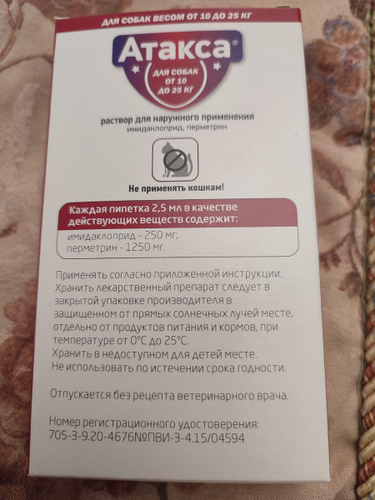 ДЛЯ СОБАК ВЕСОМ ОТ 10 ДО 25 КГ
Атакса®
ДЛЯ СОБАК
ОТ 10
ДО 25 КГ
раствор для наружного применения
имидаклоприд, перметрин
Не применять кошкам!
Каждая пипетка 2,5 мл в качестве
действующих веществ содержит:
имидаклоприд – 250 мг;
перметрин – 1250 мг.
Применять согласно приложенной инструкции.
Хранить лекарственный препарат следует в
закрытой упаковке производителя в
защищенном от прямых солнечных лучей месте,
отдельно от продуктов питания и кормов, при
температуре от 0°С до 25°С.
Хранить в недоступном для детей месте.
Не использовать по истечении срока годности.
Отпускается без рецепта ветеринарного врача.
Номер регистрационного удостоверения:
705-3-9.20-4676№ПВИ-3-4.15/04594